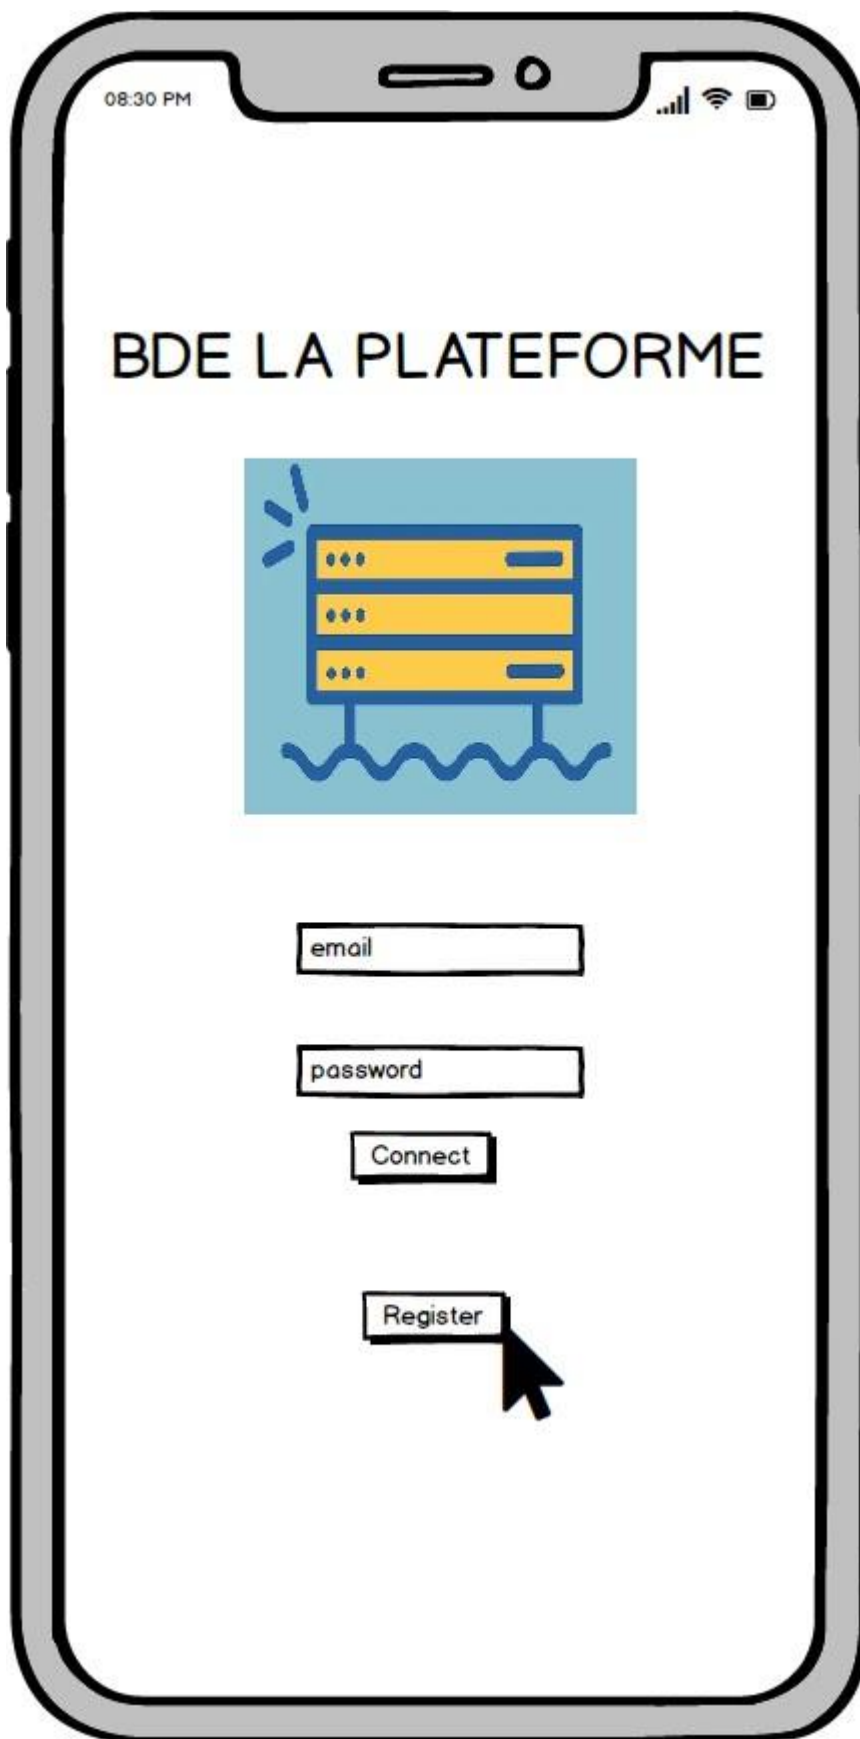 08:30 PM
BDE LA PLATEFORME
email
password
Connect
Register